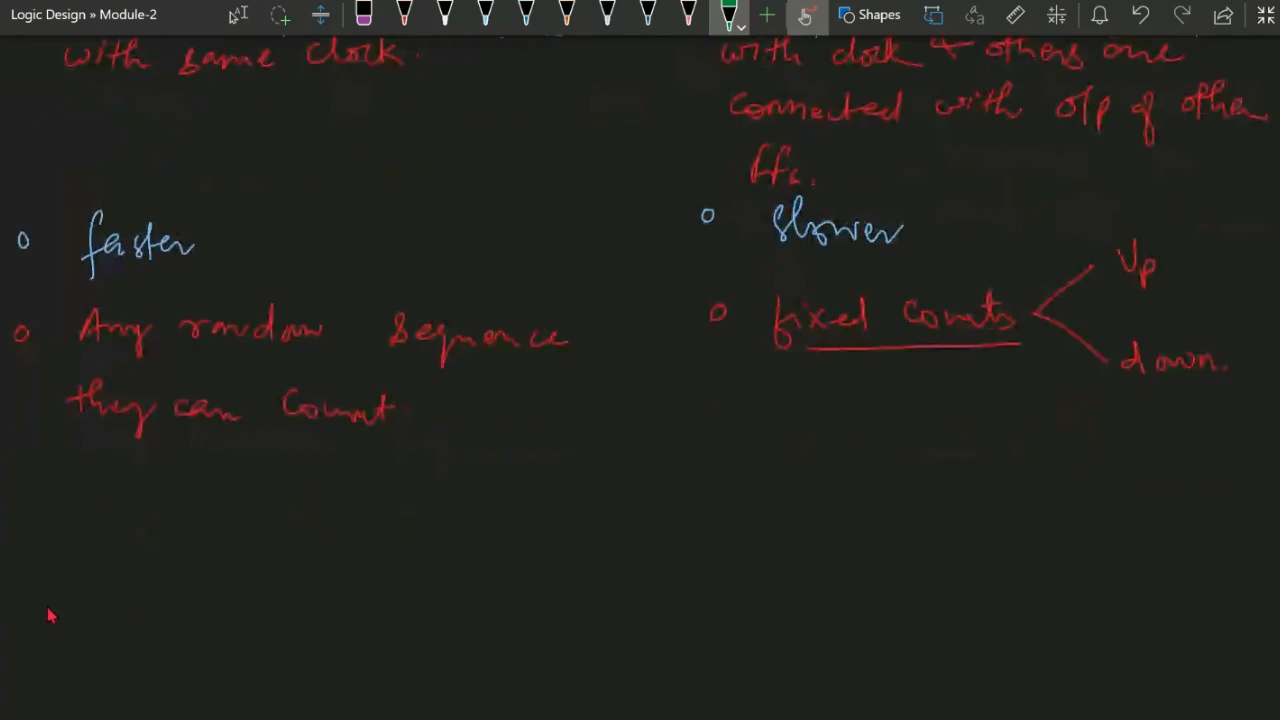 Logic Design » Module-2
Shapes
with same clock.
with clock & others are
connected with o/p of other
ffs.
faster
slower
Any random sequence
they can count
fixed counts
Up
down.